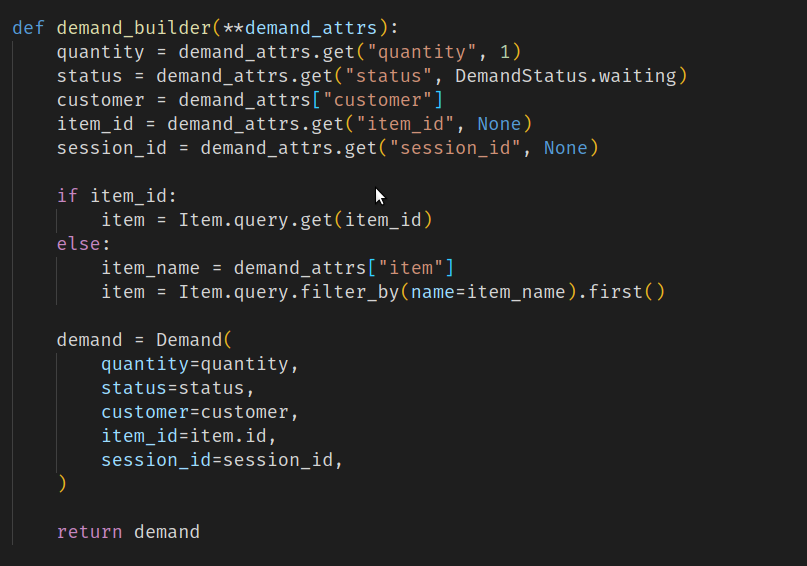 def demand_builder(**demand_attrs):
    quantity = demand_attrs.get("quantity", 1)
    status = demand_attrs.get("status", DemandStatus.waiting)
    customer = demand_attrs["customer"]
    item_id = demand_attrs.get("item_id", None)
    session_id = demand_attrs.get("session_id", None)

    if item_id:
        item = Item.query.get(item_id)
    else:
        item_name = demand_attrs["item"]
        item = Item.query.filter_by(name=item_name).first()

    demand = Demand(
        quantity=quantity,
        status=status,
        customer=customer,
        item_id=item.id,
        session_id=session_id,
    )

    return demand